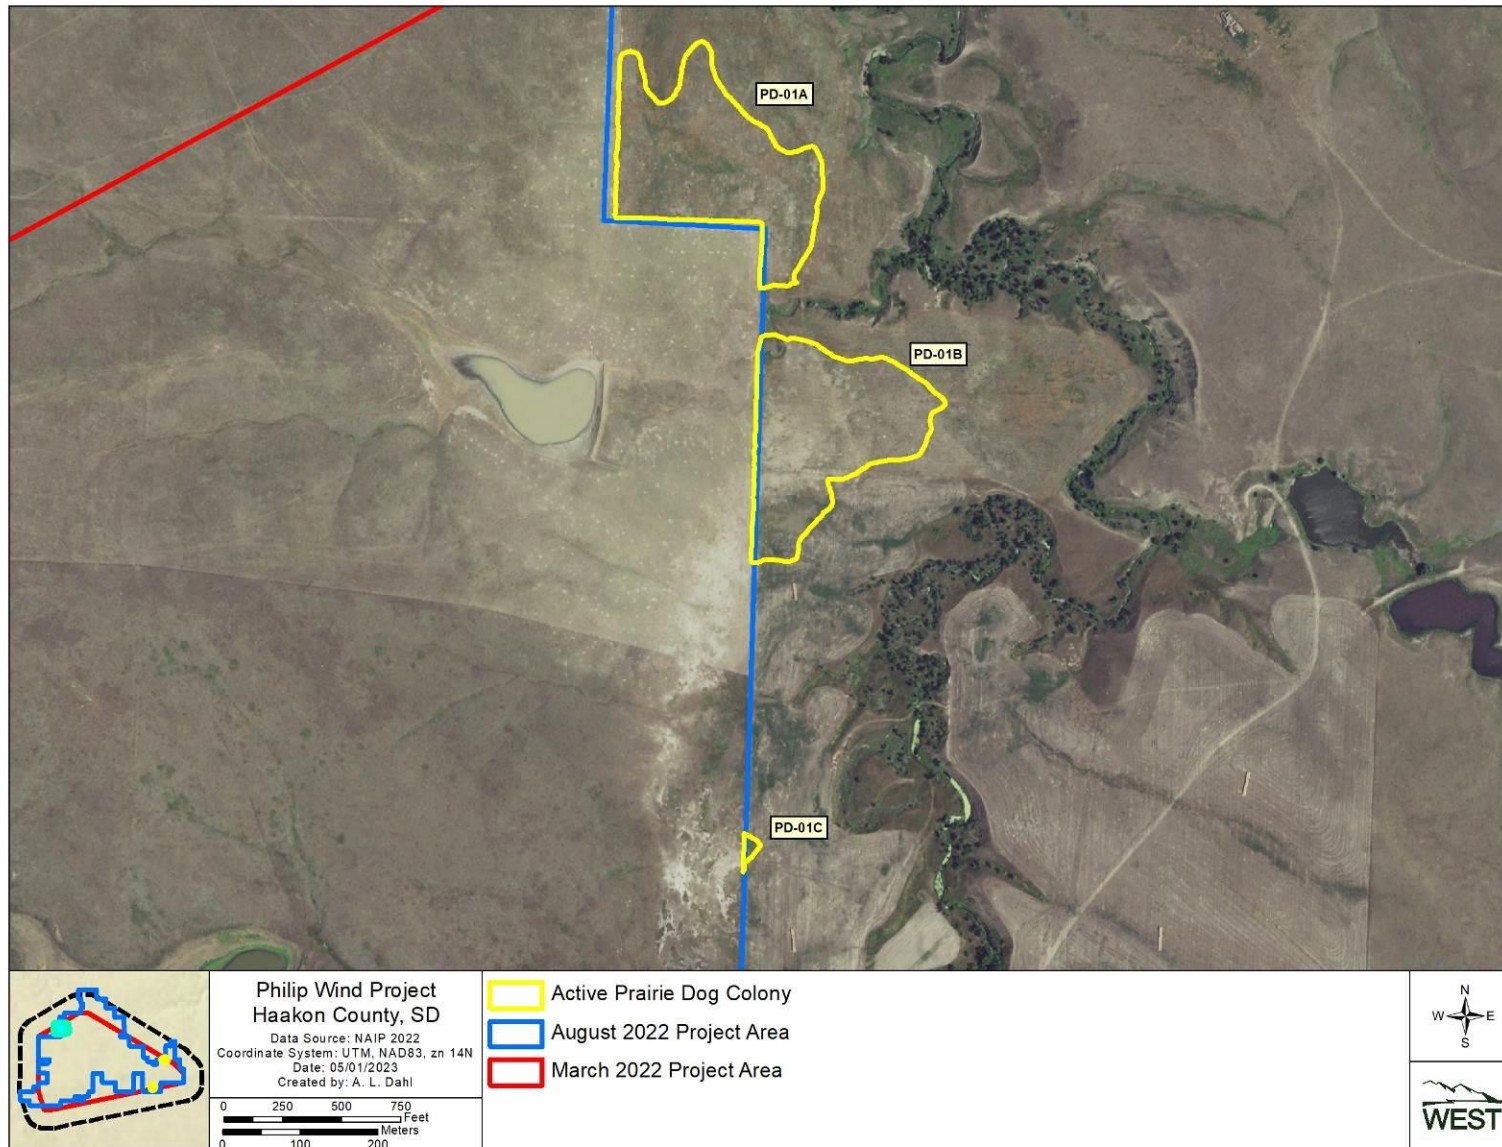 PD-01A
PD-01B
PD-01C
Philip Wind Project
Haakon County, SD
Data Source: NAIP 2022
Coordinate System: UTM, NAD83, zn 14N
Date: 05/01/2023
Created by: A. L. Dahl
0 250 500 750
Feet
Meters
0 100 200
Active Prairie Dog Colony
August 2022 Project Area
March 2022 Project Area
N
W E
S
WEST